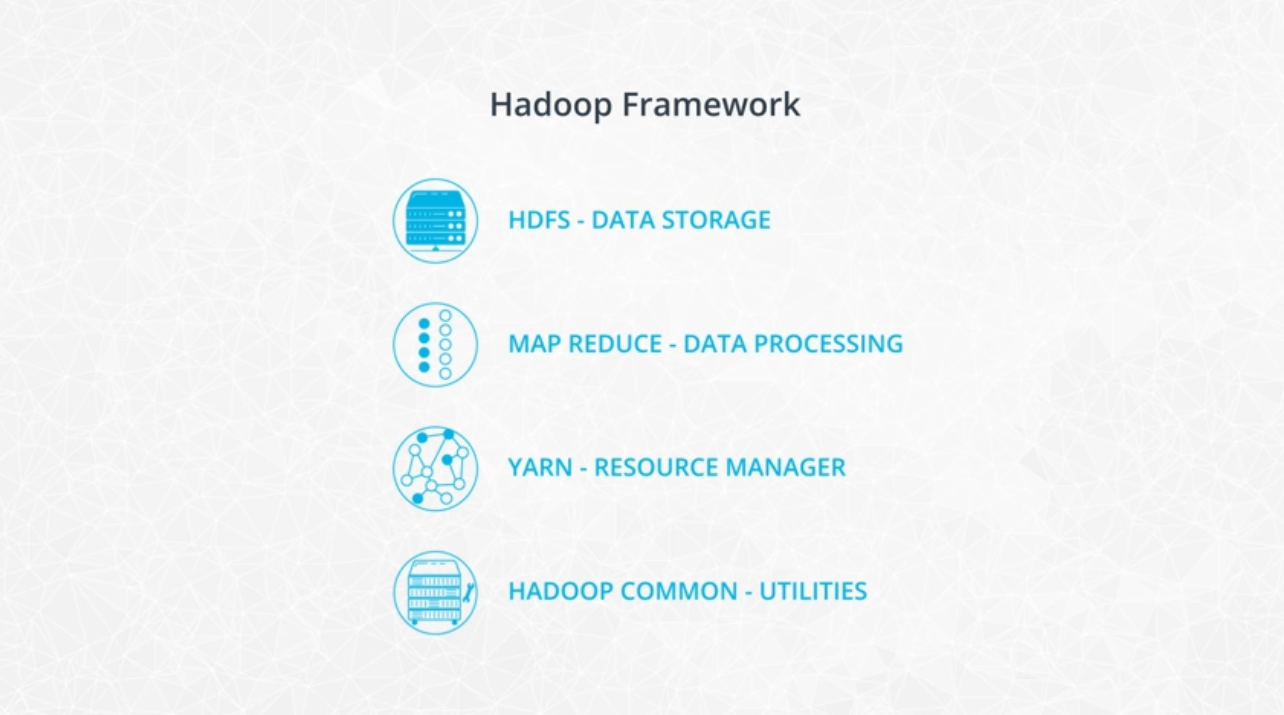 Hadoop Framework
HDFS - DATA STORAGE
MAP REDUCE - DATA PROCESSING
YARN - RESOURCE MANAGER
HADOOP COMMON - UTILITIES